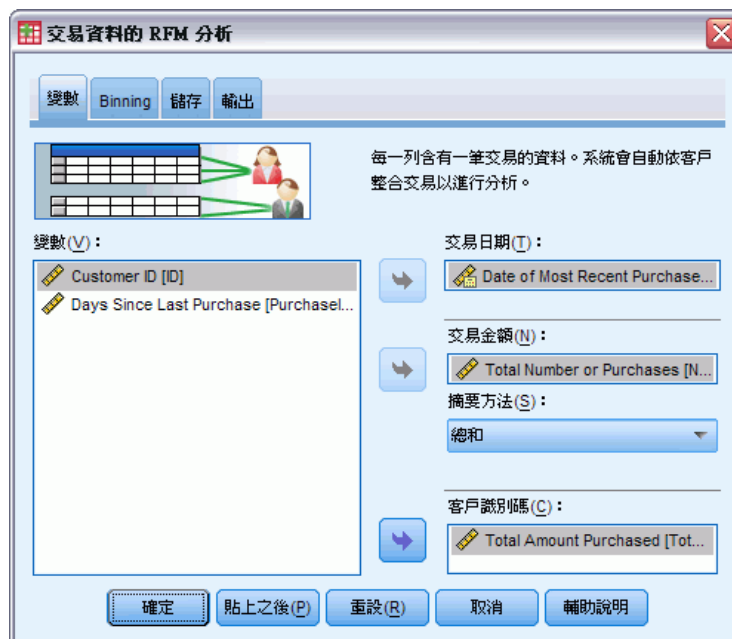 交易資料的 RFM 分析
變數
Binning
儲存
輸出
每一列含有一筆交易的資料。系統會自動依客戶
整合交易以進行分析。
變數(V)：
Customer ID [ID]
Days Since Last Purchase [Purchasel...
交易日期(T)：
Date of Most Recent Purchase...
交易金額(N)：
Total Number or Purchases [N...
摘要方法(S)：
總和
客戶識別碼(C)：
Total Amount Purchased [Tot...
確定
貼上之後(P)
重設(R)
取消
輔助說明